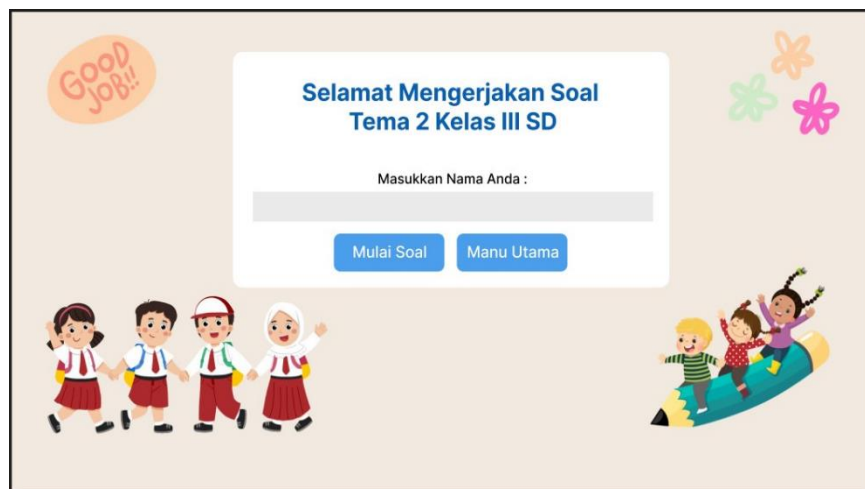 GOOD
JOB!!
Selamat Mengerjakan Soal
Tema 2 Kelas III SD
Masukkan Nama Anda :
Mulai Soal
Manu Utama